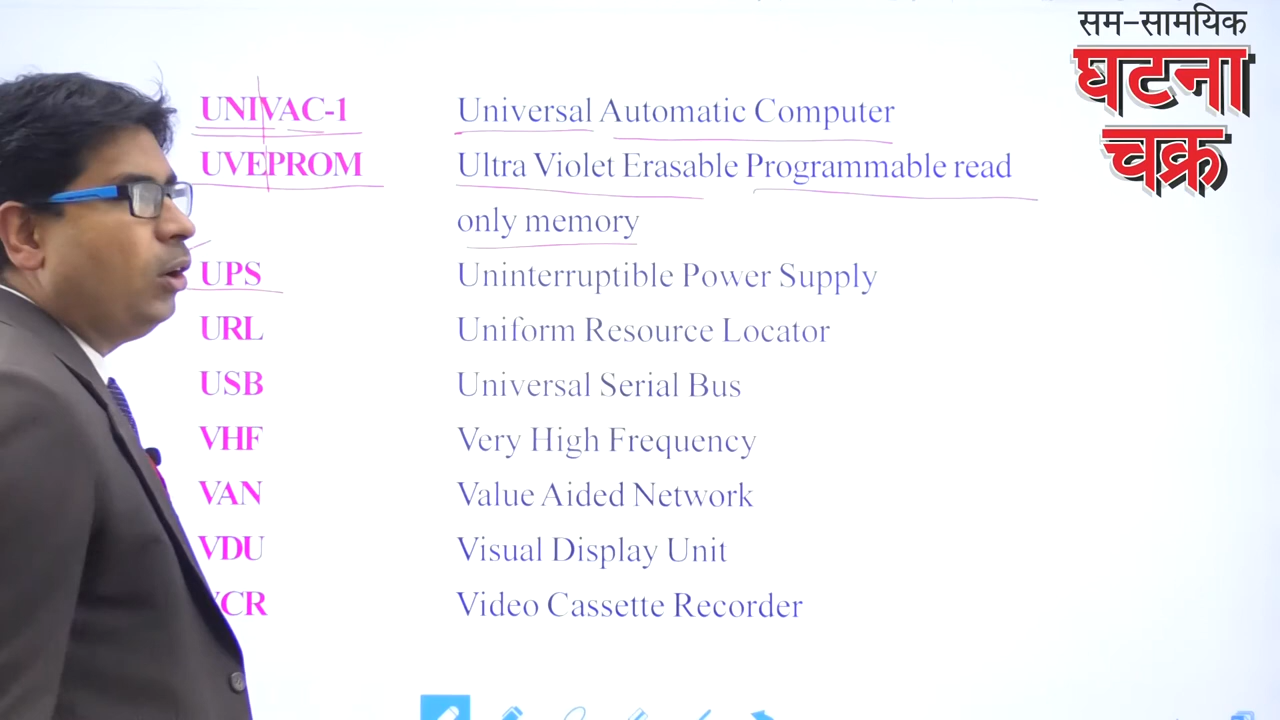 सम-सामयिक
घटना
चक्र
UNIVAC-1 Universal Automatic Computer
UVEPROM Ultra Violet Erasable Programmable read
only memory
UPS Uninterruptible Power Supply
URL Uniform Resource Locator
USB Universal Serial Bus
VHF Very High Frequency
VAN Value Aided Network
VDU Visual Display Unit
VCR Video Cassette Recorder